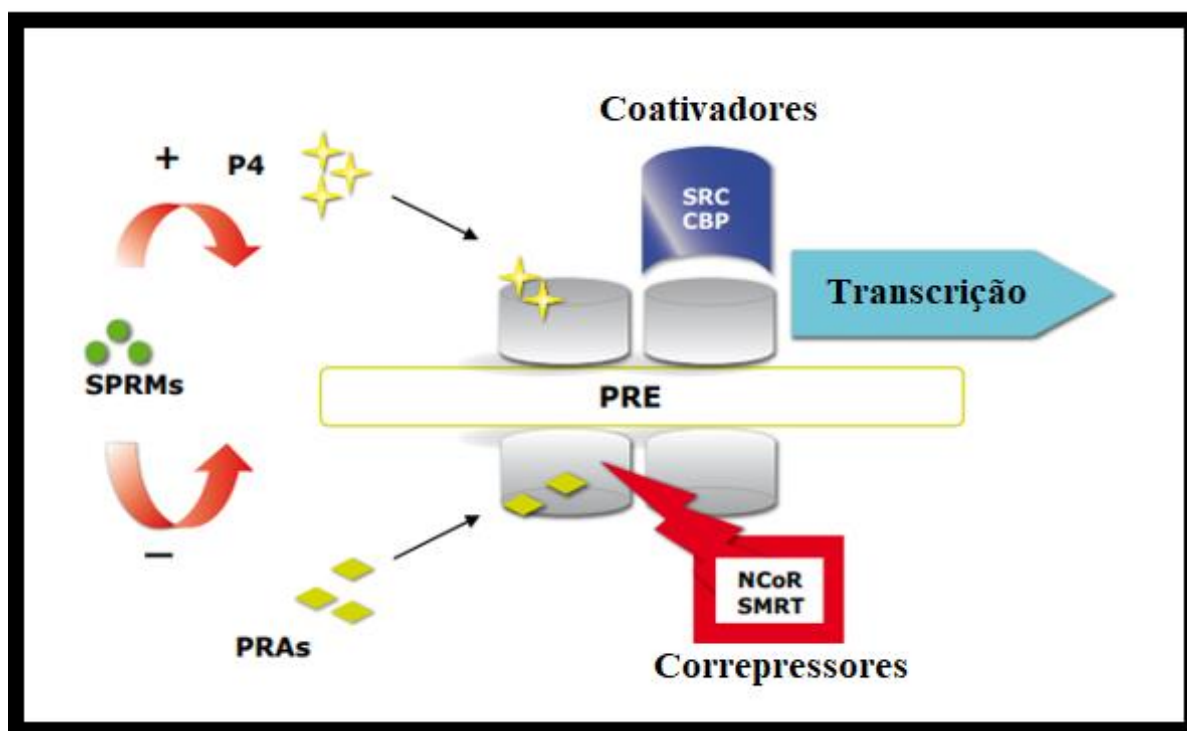 Coativadores
+ P4
SRC
CBP
Transcrição
SPRMs
PRE
−
NCoR
SMRT
PRAs
Correpressores